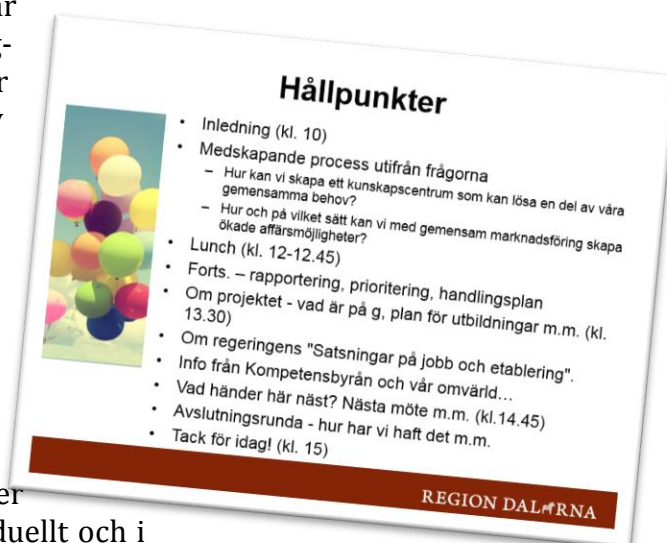 Hållpunkter
• Inledning (kl. 10)
• Medskapande process utifrån frågorna
– Hur kan vi skapa ett kunskapscentrum som kan lösa en del av våra
gemensamma behov?
– Hur och på vilket sätt kan vi med gemensam marknadsföring skapa
ökade affärsmöjligheter?
• Lunch (kl. 12-12.45)
• Forts. – rapportering, prioritering, handlingsplan
• Om projektet - vad är på g, plan för utbildningar m.m. (kl.
13.30)
• Om regeringens "Satsningar på jobb och etablering".
• Info från Kompetensbyrån och vår omvärld…
• Vad händer här näst? Nästa möte m.m. (kl.14.45)
• Avslutningsrunda - hur har vi haft det m.m.
• Tack för idag! (kl. 15)
REGION DALARNA
duellt och i